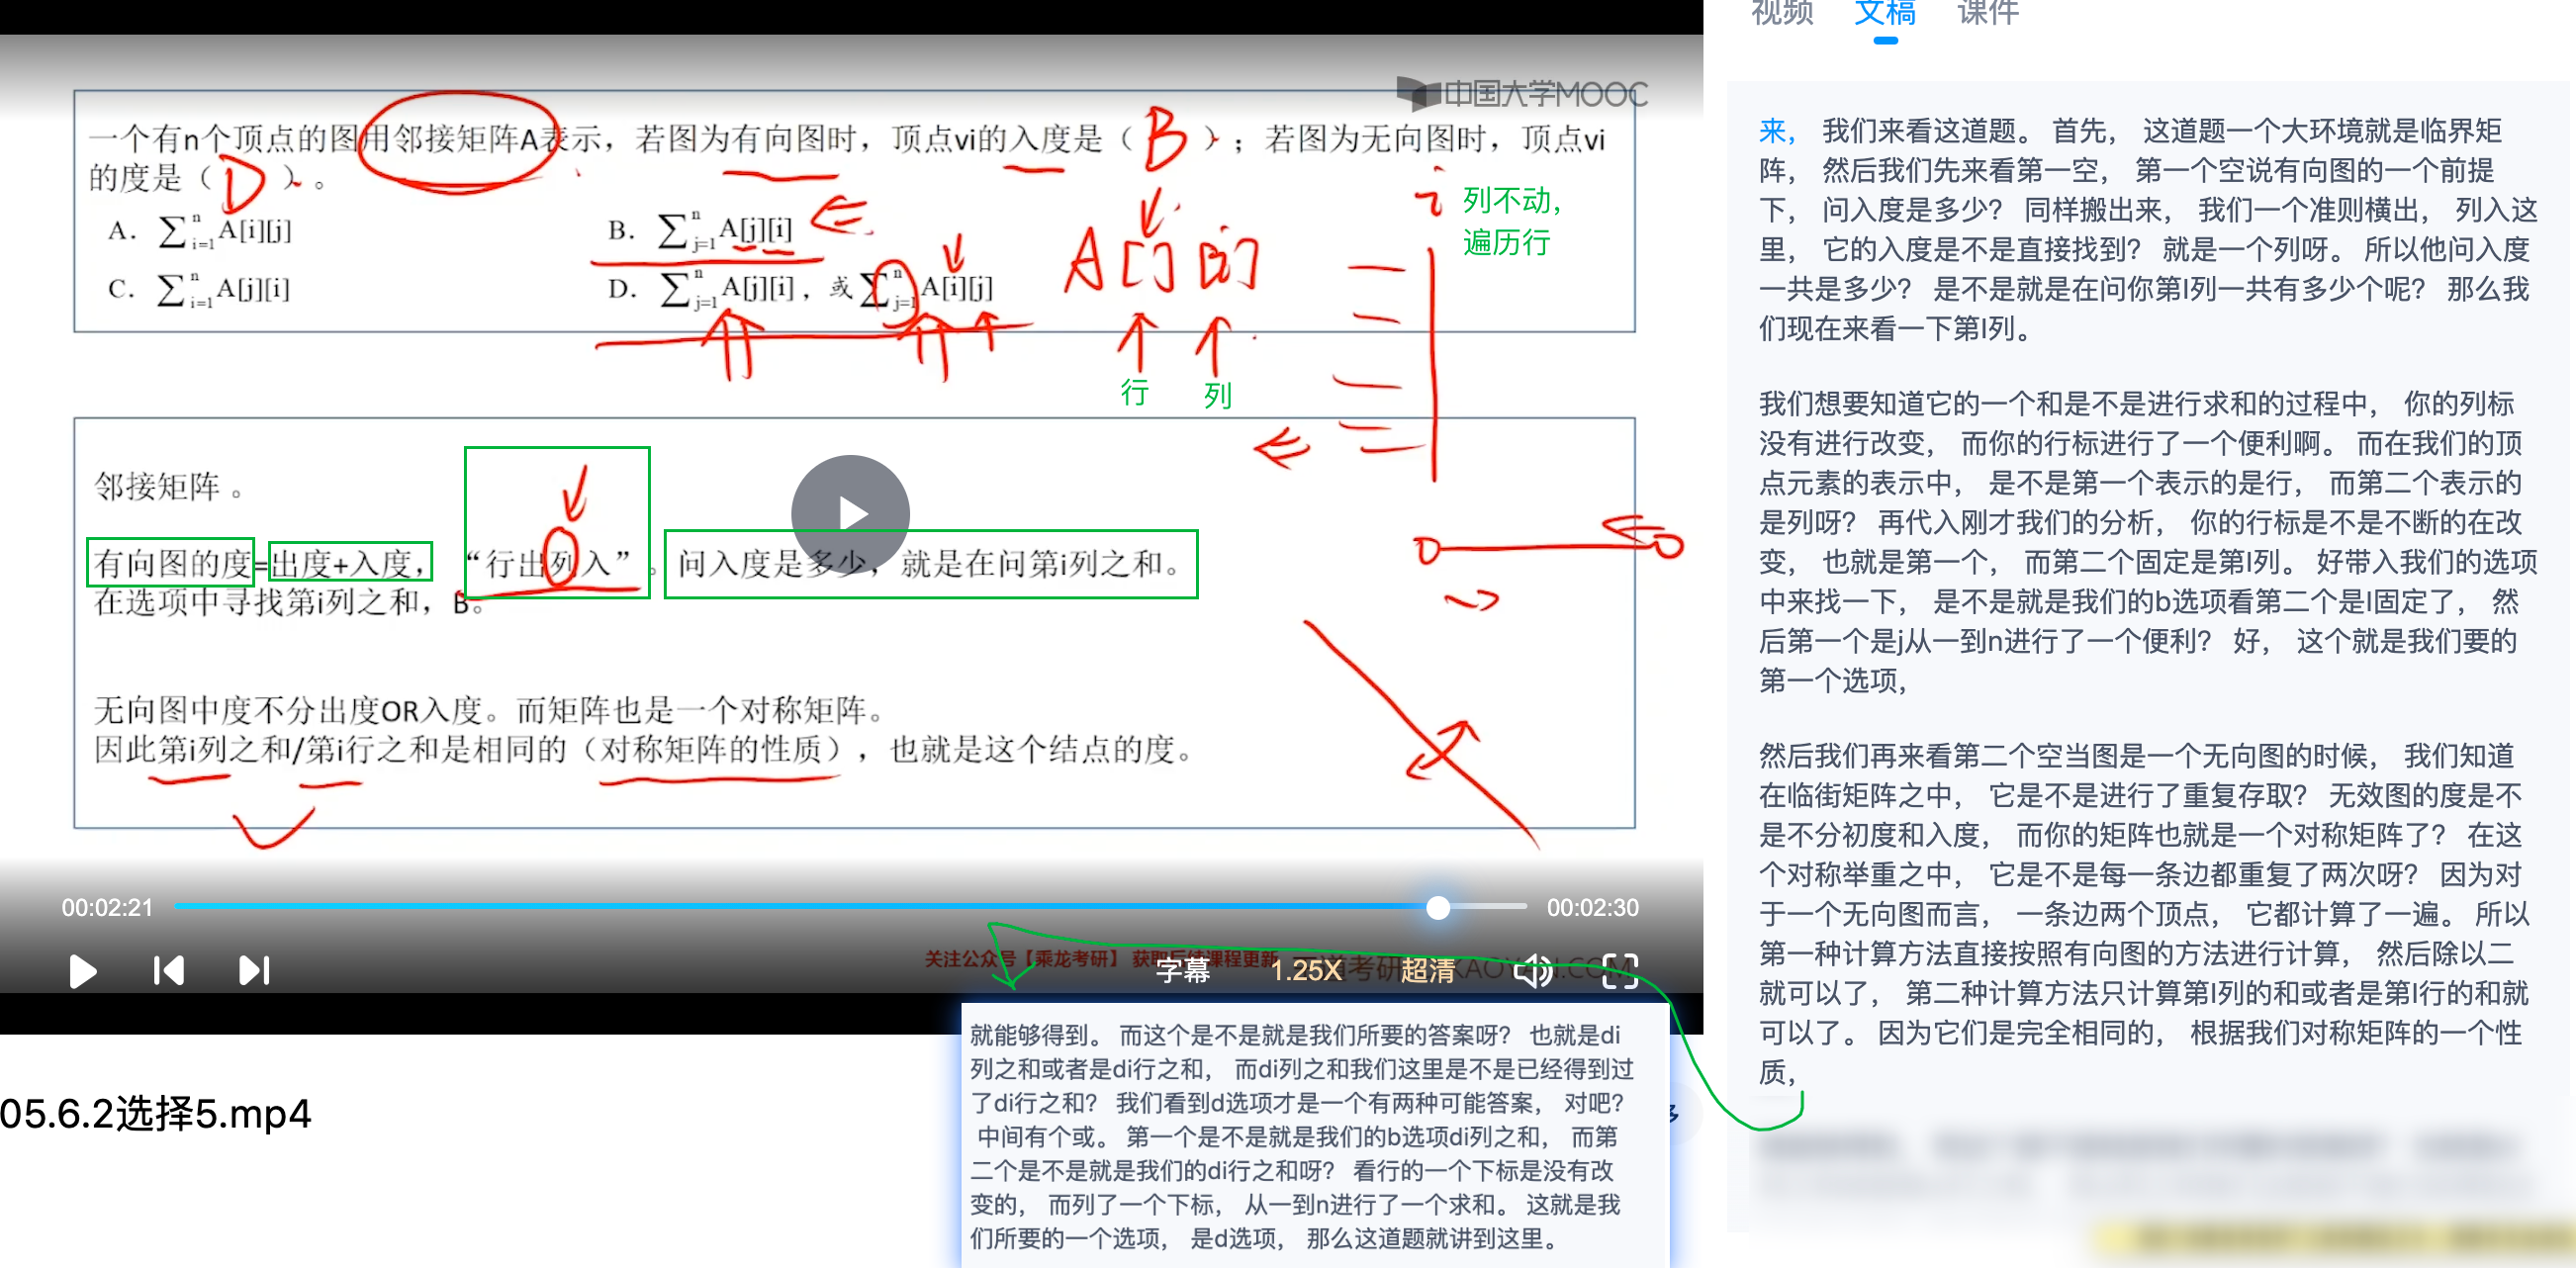 视频 文稿 课件
中国大学MOOC
一个有n个顶点的图用邻接矩阵A表示，若图为有向图时，顶点vi的入度是（ B ）；若图为无向图时，顶点vi
的度是（ D ）。
A. ∑ⁿᵢ₌₁A[i][j]
B. ∑ⁿⱼ₌₁A[j][i]
C. ∑ⁿᵢ₌₁A[j][i]
D. ∑ⁿⱼ₌₁A[j][i]，或∑ⁿⱼ₌₁A[i][j]
i
列不动，
遍历行
行 列
邻接矩阵 。
有向图的度=出度+入度，“行出列入”。问入度是多少，就是在问第i列之和。
在选项中寻找第i列之和，B。
无向图中度不分出度OR入度。而矩阵也是一个对称矩阵。
因此第i列之和/第i行之和是相同的（对称矩阵的性质），也就是这个结点的度。
00:02:21
00:02:30
关注公众号【乘龙考研】
字幕 1.25X 超清
05.6.2选择5.mp4
就能够得到。 而这个是不是就是我们所要的答案呀？ 也就是di
列之和或者是di行之和， 而di列之和我们这里是不是已经得到过
了di行之和？ 我们看到d选项才是一个有两种可能答案， 对吧？
中间有个或。 第一个是不是就是我们的b选项di列之和， 而第
二个是不是就是我们的di行之和呀？ 看行的一个下标是没有改
变的， 而列了一个下标， 从一到n进行了一个求和。 这就是我
们所要的一个选项， 是d选项， 那么这道题就讲到这里。
来， 我们来看这道题。 首先， 这道题一个大环境就是临界矩
阵， 然后我们先来看第一空， 第一个空说有向图的一个前提
下， 问入度是多少？ 同样搬出来， 我们一个准则横出， 列入这
里， 它的入度是不是直接找到？ 就是一个列呀。 所以他问入度
一共是多少？ 是不是就是在问你第I列一共有多少个呢？ 那么我
们现在来看一下第I列。
我们想要知道它的一个和是不是进行求和的过程中， 你的列标
没有进行改变， 而你的行标进行了一个便利啊。 而在我们的顶
点元素的表示中， 是不是第一个表示的是行， 而第二个表示的
是列呀？ 再代入刚才我们的分析， 你的行标是不是不断的在改
变， 也就是第一个， 而第二个固定是第I列。 好带入我们的选项
中来找一下， 是不是就是我们的b选项看第二个是I固定了， 然
后第一个是j从一到n进行了一个便利？ 好， 这个就是我们要的
第一个选项，
然后我们再来看第二个空当图是一个无向图的时候， 我们知道
在临街矩阵之中， 它是不是进行了重复存取？ 无效图的度是不
是不分初度和入度， 而你的矩阵也就是一个对称矩阵了？ 在这
个对称举重之中， 它是不是每一条边都重复了两次呀？ 因为对
于一个无向图而言， 一条边两个顶点， 它都计算了一遍。 所以
第一种计算方法直接按照有向图的方法进行计算， 然后除以二
就可以了， 第二种计算方法只计算第I列的和或者是第I行的和就
可以了。 因为它们是完全相同的， 根据我们对称矩阵的一个性
质，